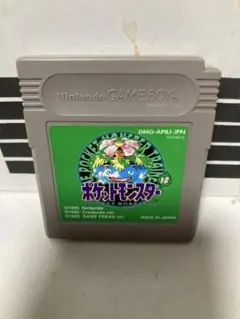 Nintendo GAME BOY
DMG-APBJ-JPN
POCKET MONSTERS
ポケットモンスター
緑
©1995 Nintendo
©1995 Creatures inc.
©1995 GAME FREAK inc.
MADE IN JAPAN